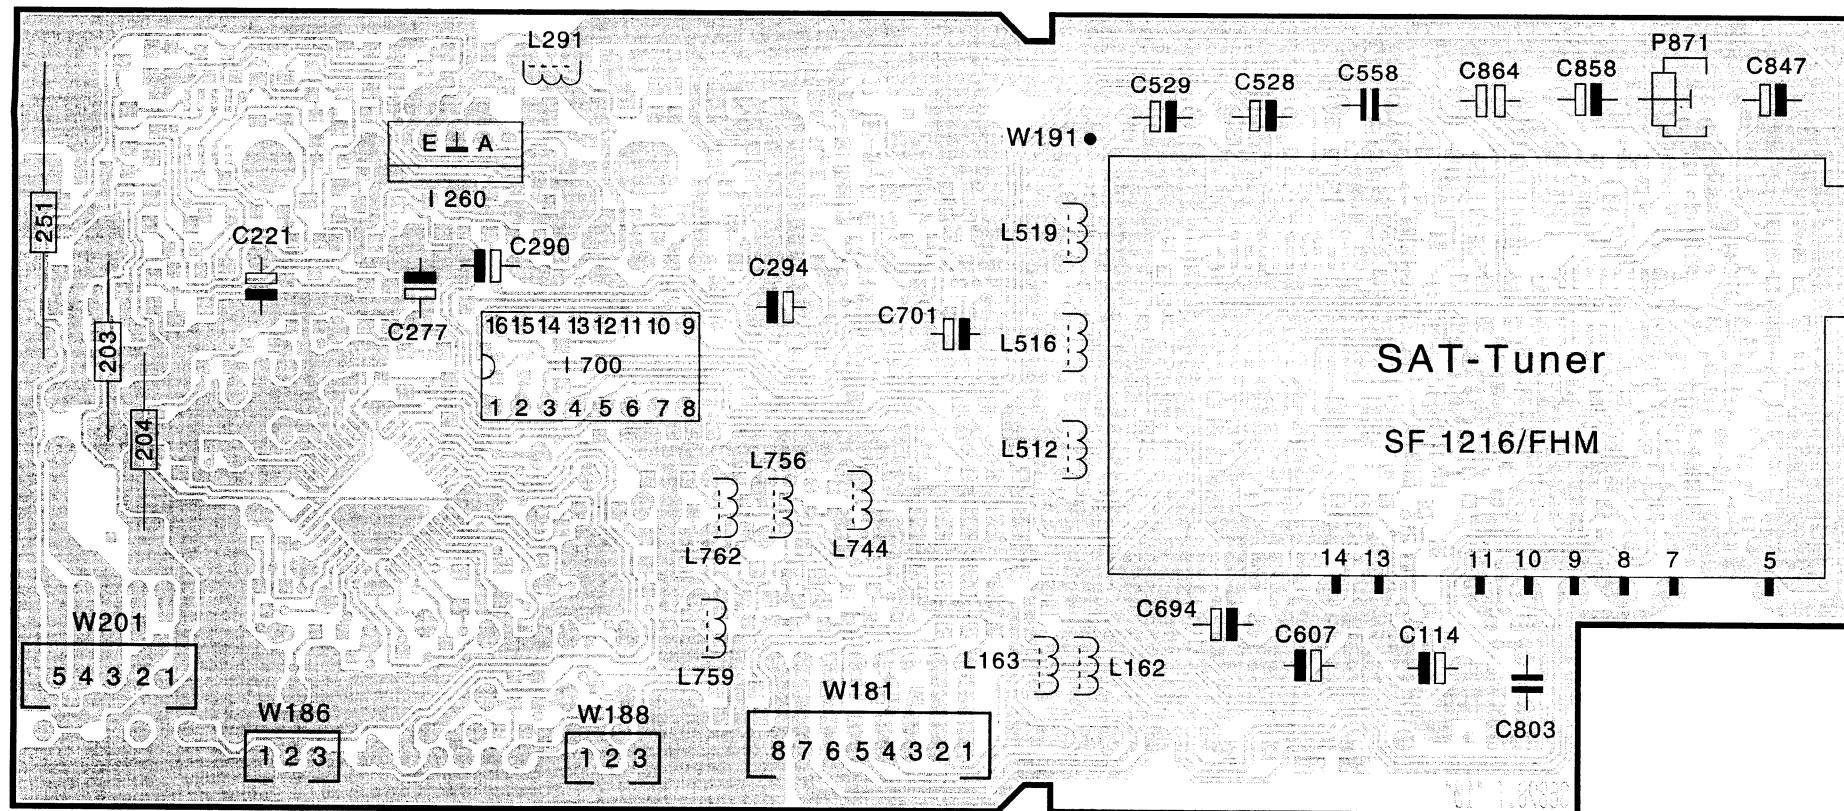 L291
P871
C529
C528
C558
C864
C858
C847
W191
E ⊥ A
I 260
251
C221
C290
L519
C294
C277
C701
203
16 15 14 13 12 11 10 9
I 700
1 2 3 4 5 6 7 8
L516
SAT-Tuner
SF 1216/FHM
204
L512
L756
L762
L744
14 13 11 10 9 8 7 5
C694
C607
C114
W201
5 4 3 2 1
L759
L163
L162
W181
8 7 6 5 4 3 2 1
W186
1 2 3
W188
1 2 3
C803